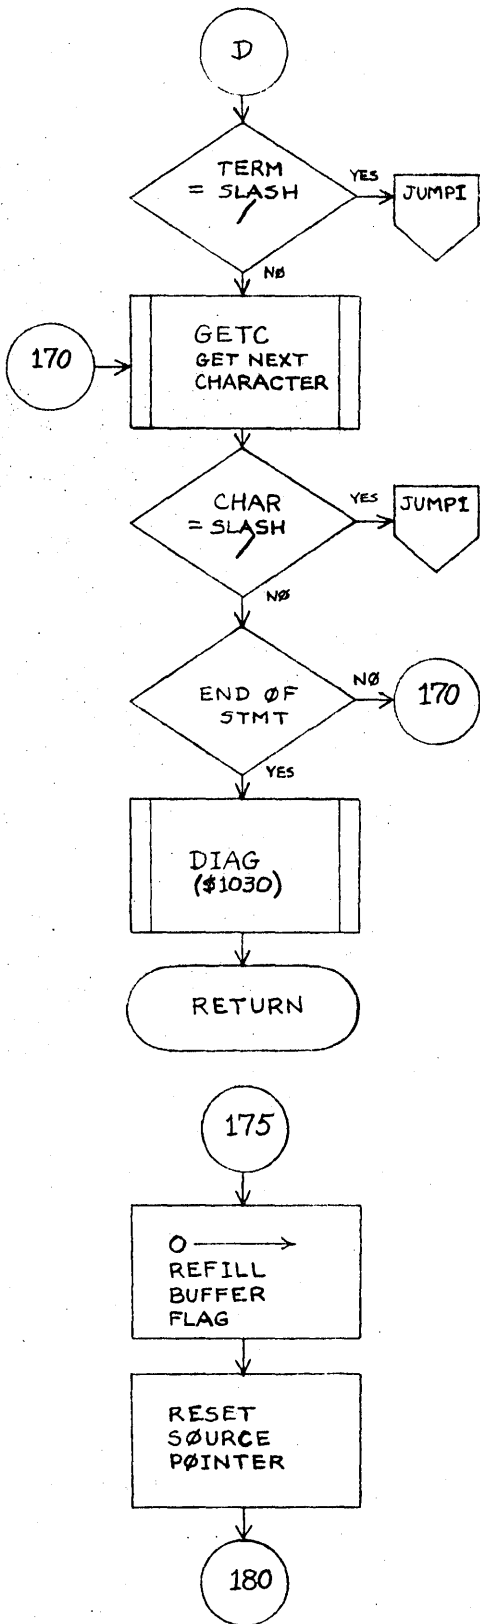 D
TERM
= SLASH
/
YES
JUMPI
NØ
170
GETC
GET NEXT
CHARACTER
CHAR
= SLASH
/
YES
JUMPI
NØ
END ØF
STMT
NØ
170
YES
DIAG
($1030)
RETURN
175
0 →
REFILL
BUFFER
FLAG
RESET
SØURCE
PØINTER
180